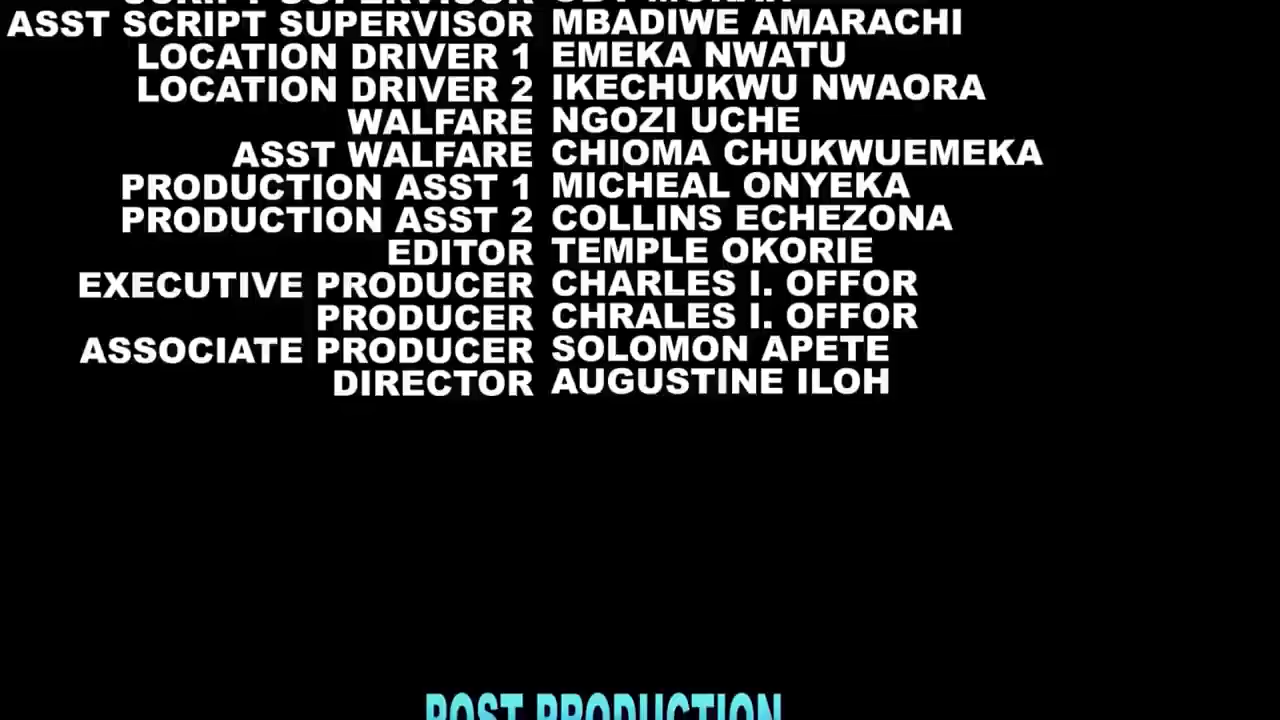 SCRIPT SUPERVISOR
ASST SCRIPT SUPERVISOR MBADIWE AMARACHI
LOCATION DRIVER 1 EMEKA NWATU
LOCATION DRIVER 2 IKECHUKWU NWAORA
WALFARE NGOZI UCHE
ASST WALFARE CHIOMA CHUKWUEMEKA
PRODUCTION ASST 1 MICHEAL ONYEKA
PRODUCTION ASST 2 COLLINS ECHEZONA
EDITOR TEMPLE OKORIE
EXECUTIVE PRODUCER CHARLES I. OFFOR
PRODUCER CHRALES I. OFFOR
ASSOCIATE PRODUCER SOLOMON APETE
DIRECTOR AUGUSTINE ILOH
POST PRODUCTION